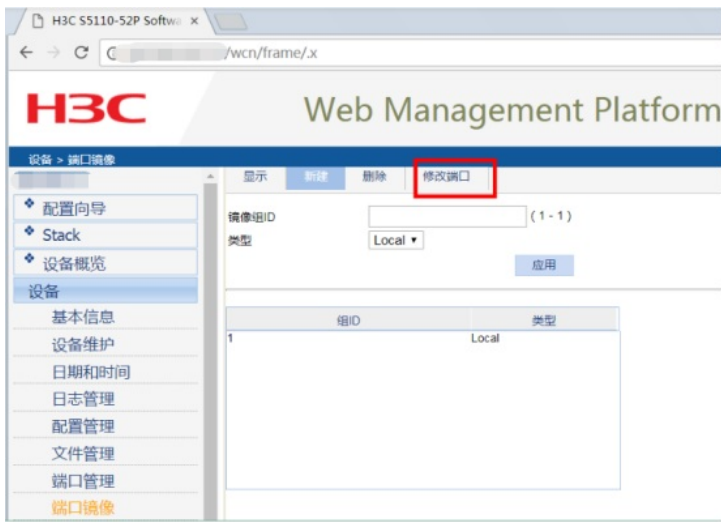 H3C S5110-52P Softwa
/wcn/frame/.x
H3C
Web Management Platform
设备 > 端口镜像
显示 新建 删除 修改端口
配置向导
Stack
设备概览
设备
基本信息
设备维护
日期和时间
日志管理
配置管理
文件管理
端口管理
端口镜像
镜像组ID (1-1)
类型 Local
应用
组ID 类型
1 Local